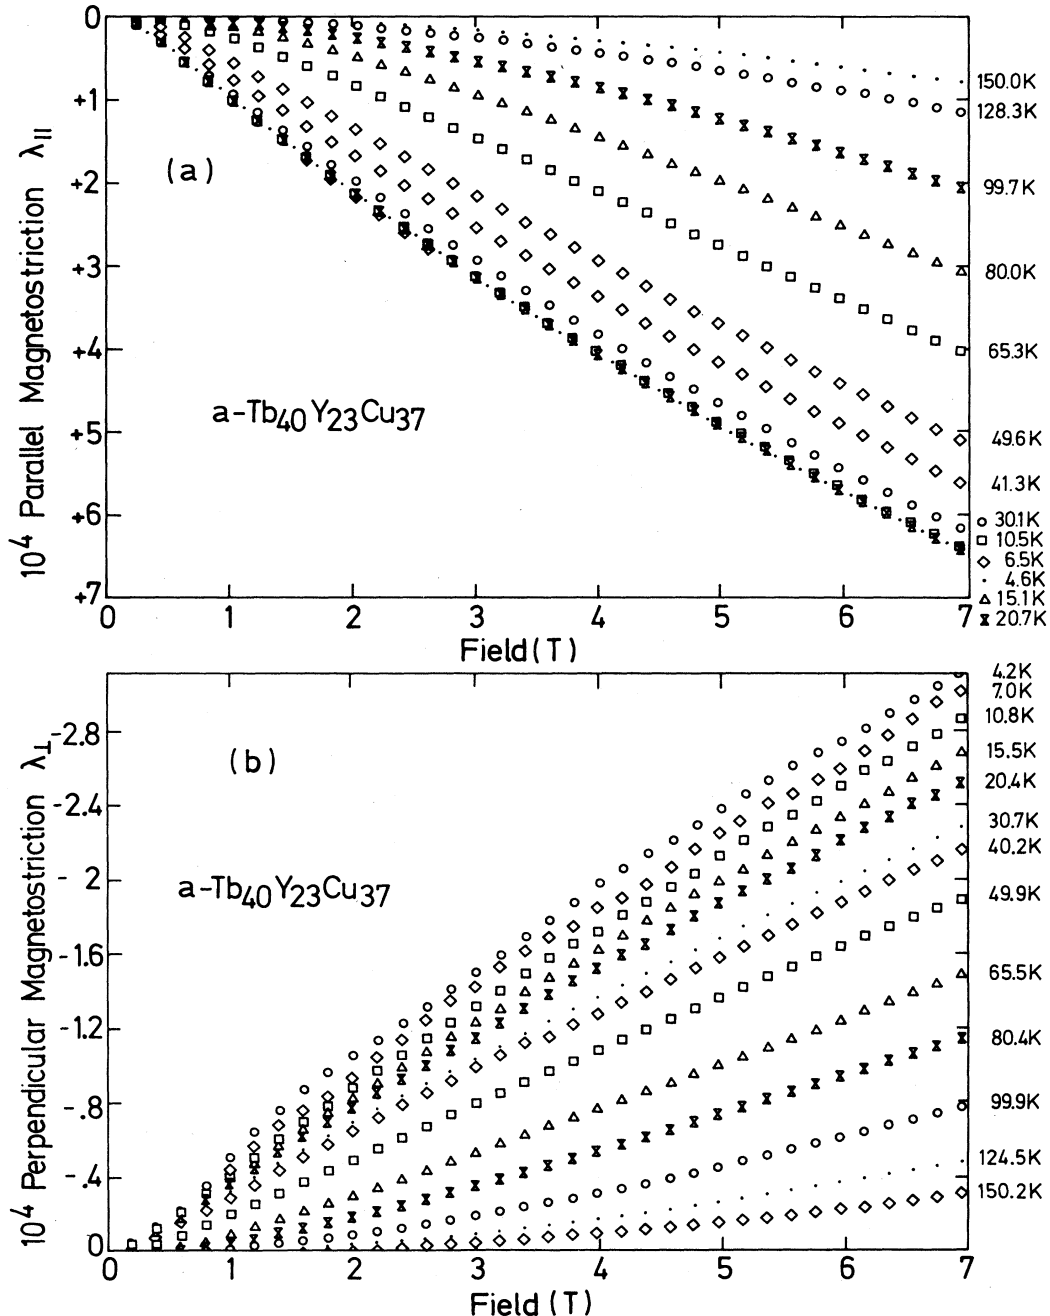 0
+1
+2
+3
+4
+5
+6
+7
10⁴ Parallel Magnetostriction λ||
(a)
a-Tb₄₀Y₂₃Cu₃₇
150.0K
128.3K
99.7K
80.0K
65.3K
49.6K
41.3K
○ 30.1K
□ 10.5K
◇ 6.5K
· 4.6K
△ 15.1K
⧗ 20.7K
0 1 2 3 4 5 6 7
Field(T)
-2.8
-2.4
-2
-1.6
-1.2
-.8
-.4
0
10⁴ Perpendicular Magnetostriction λ⊥
(b)
a-Tb₄₀Y₂₃Cu₃₇
4.2K
7.0K
10.8K
15.5K
20.4K
30.7K
40.2K
49.9K
65.5K
80.4K
99.9K
124.5K
150.2K
0 1 2 3 4 5 6 7
Field (T)